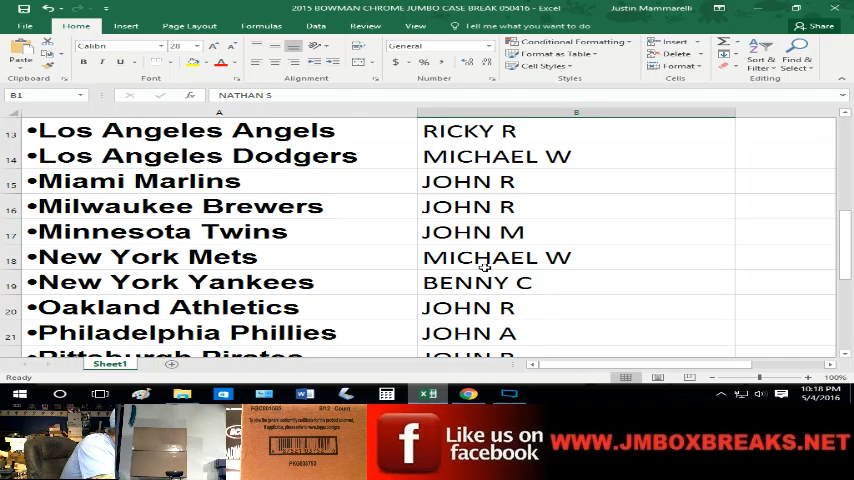 2015 BOWMAN CHROME JUMBO CASE BREAK 050416 - Excel
Justin Mammarelli
File Home Insert Page Layout Formulas Data Review View Tell me what you want to do Share
Calibri 28 General Conditional Formatting Insert
Paste B I U $ % , Format as Table Delete Sort & Find &
Cell Styles Format Filter Select
Clipboard Font Alignment Number Styles Cells Editing
B1 fx NATHAN S
A B
13 •Los Angeles Angels RICKY R
14 •Los Angeles Dodgers MICHAEL W
15 •Miami Marlins JOHN R
16 •Milwaukee Brewers JOHN R
17 •Minnesota Twins JOHN M
18 •New York Mets MICHAEL W
19 •New York Yankees BENNY C
20 •Oakland Athletics JOHN R
21 •Philadelphia Phillies JOHN A
•Pittsburgh Pirates JOHN R
Sheet1
Ready 100%
10:18 PM
5/4/2016
Like us on
facebook
WWW.JMBOXBREAKS.NET